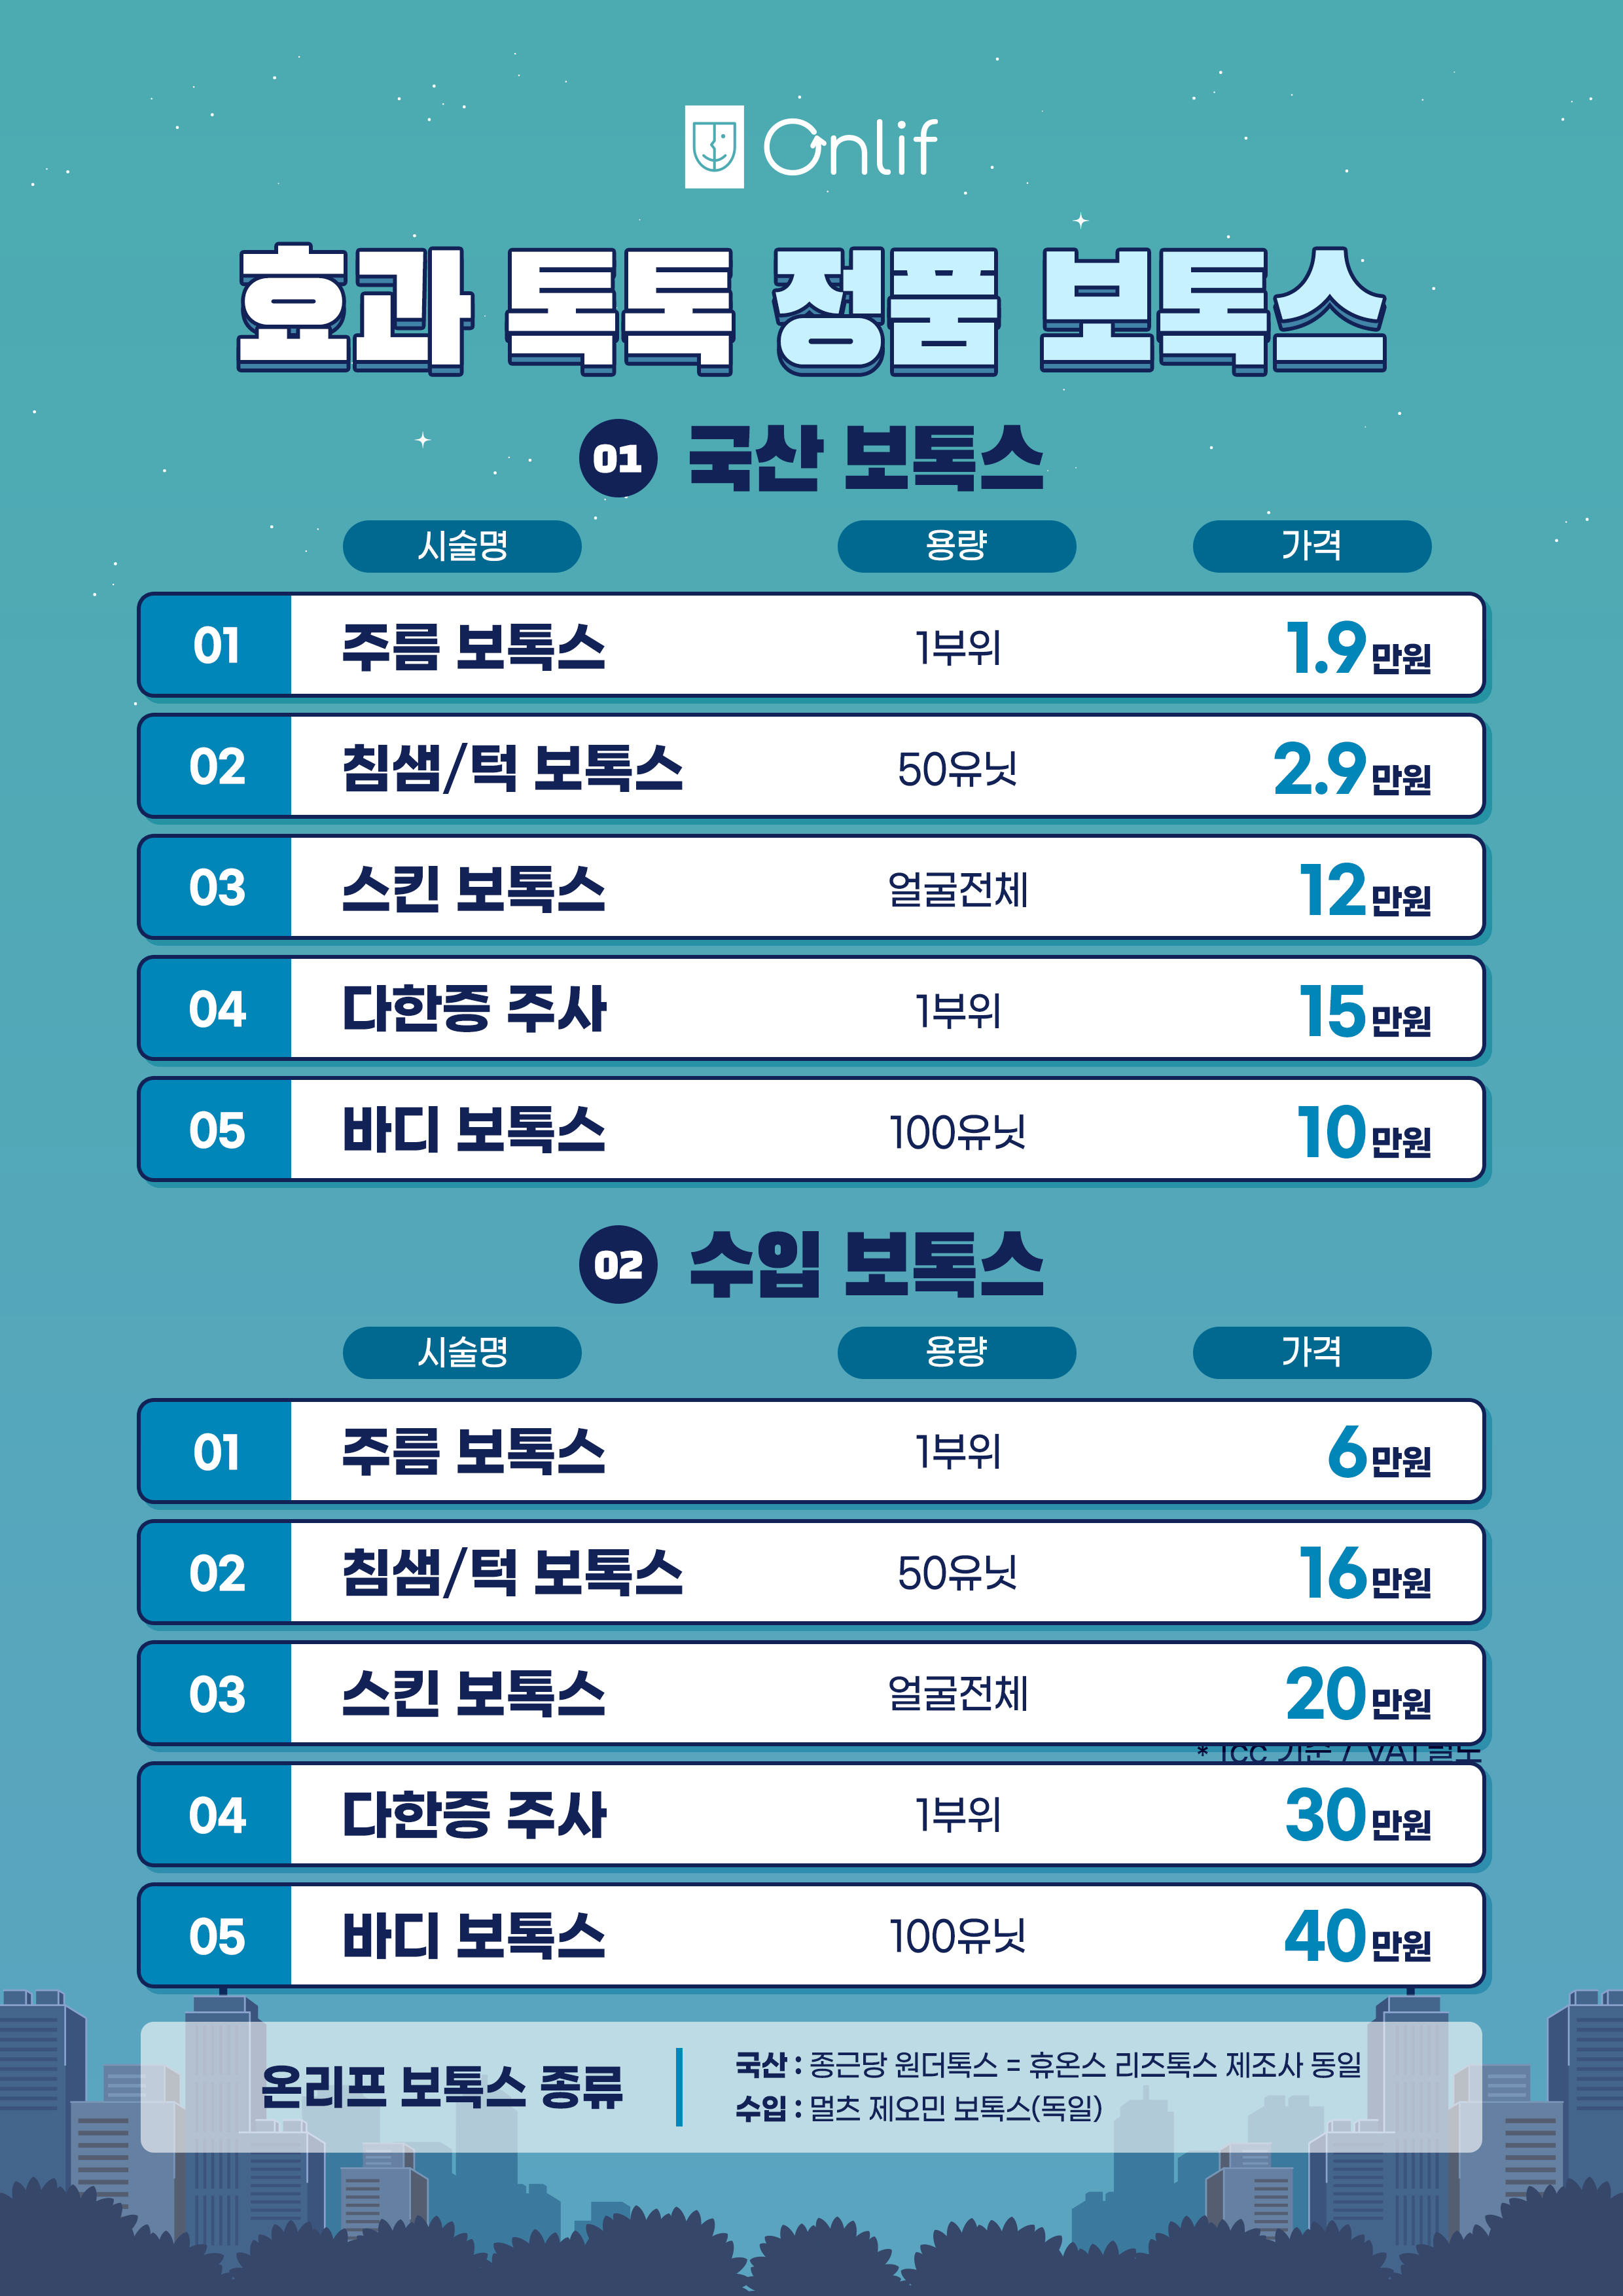 Onlif
효과 톡톡 정품 보톡스
01 국산 보톡스
시술명 용량 가격
01 주름 보톡스 1부위 1.9만원
02 침샘/턱 보톡스 50유닛 2.9만원
03 스킨 보톡스 얼굴전체 12만원
04 다한증 주사 1부위 15만원
05 바디 보톡스 100유닛 10만원
02 수입 보톡스
시술명 용량 가격
01 주름 보톡스 1부위 6만원
02 침샘/턱 보톡스 50유닛 16만원
03 스킨 보톡스 얼굴전체 20만원
* 1CC 기준 / VAT별도
04 다한증 주사 1부위 30만원
05 바디 보톡스 100유닛 40만원
온리프 보톡스 종류
국산 : 종근당 원더톡스 = 휴온스 리즈톡스 제조사 동일
수입 : 멀츠 제오민 보톡스(독일)